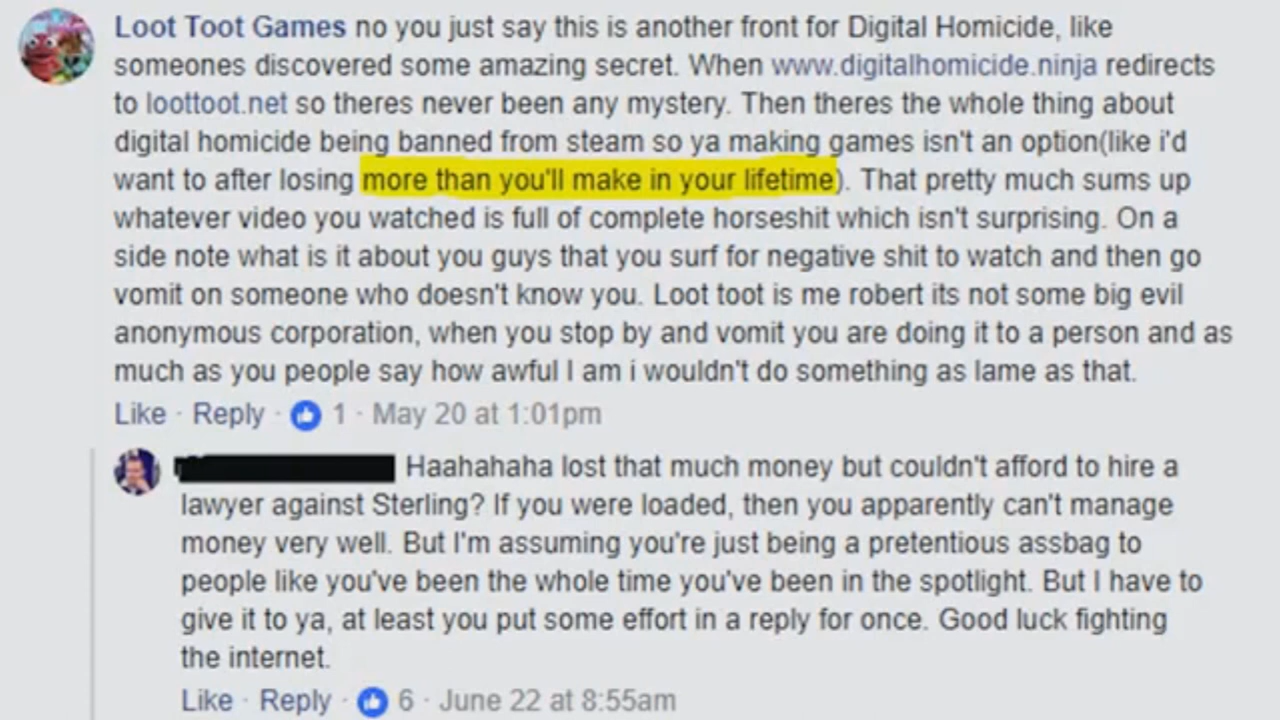 Loot Toot Games no you just say this is another front for Digital Homicide, like
someones discovered some amazing secret. When www.digitalhomicide.ninja redirects
to loottoot.net so theres never been any mystery. Then theres the whole thing about
digital homicide being banned from steam so ya making games isn't an option(like i'd
want to after losing more than you'll make in your lifetime). That pretty much sums up
whatever video you watched is full of complete horseshit which isn't surprising. On a
side note what is it about you guys that you surf for negative shit to watch and then go
vomit on someone who doesn't know you. Loot toot is me robert its not some big evil
anonymous corporation, when you stop by and vomit you are doing it to a person and as
much as you people say how awful I am i wouldn't do something as lame as that.
Like · Reply · 1 · May 20 at 1:01pm
Haahahaha lost that much money but couldn't afford to hire a
lawyer against Sterling? If you were loaded, then you apparently can't manage
money very well. But I'm assuming you're just being a pretentious assbag to
people like you've been the whole time you've been in the spotlight. But I have to
give it to ya, at least you put some effort in a reply for once. Good luck fighting
the internet.
Like · Reply · 6 · June 22 at 8:55am